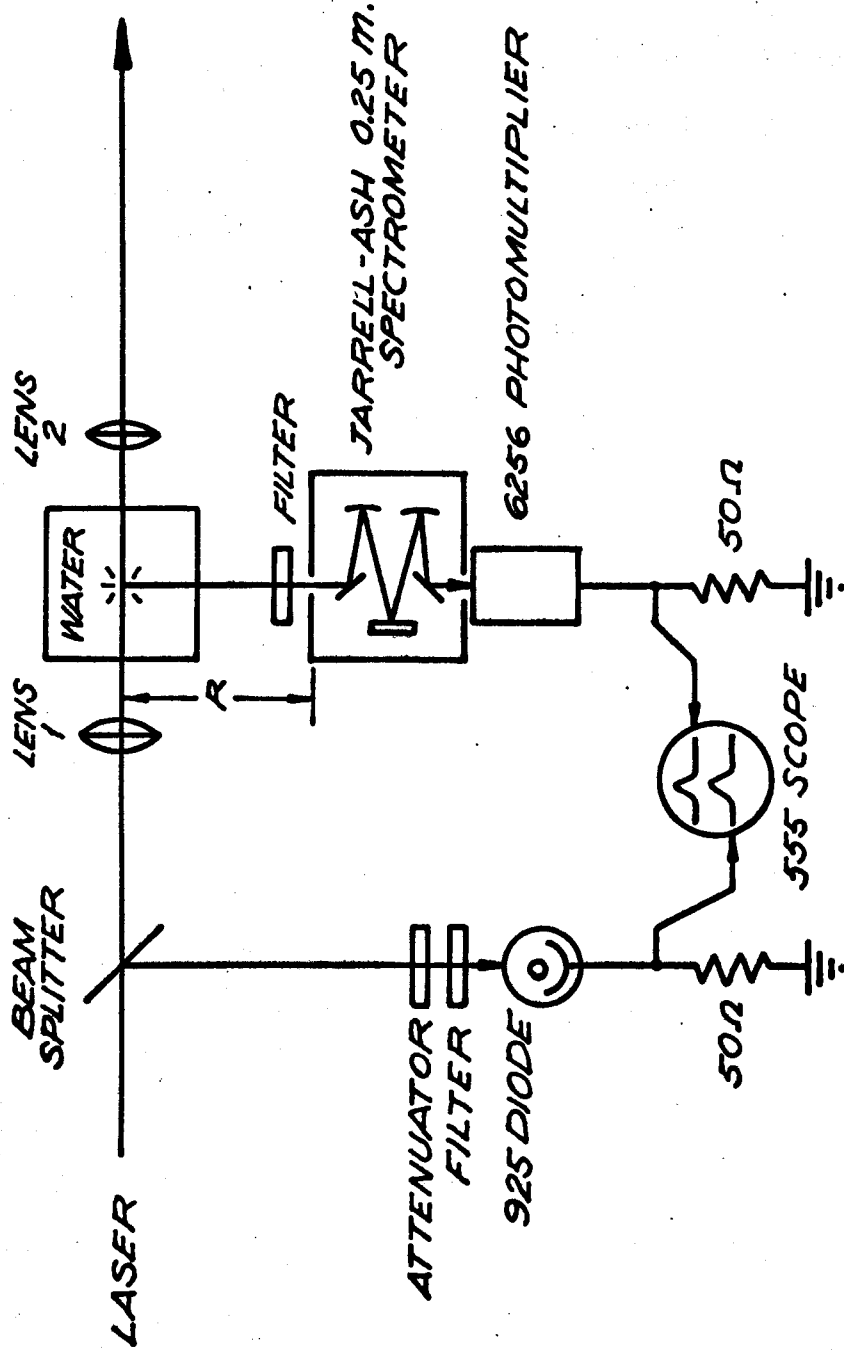 LASER
BEAM
SPLITTER
LENS
1
WATER
LENS
2
R
FILTER
JARRELL-ASH 0.25 m.
SPECTROMETER
6256 PHOTOMULTIPLIER
ATTENUATOR
FILTER
925 DIODE
50Ω
555 SCOPE
50Ω